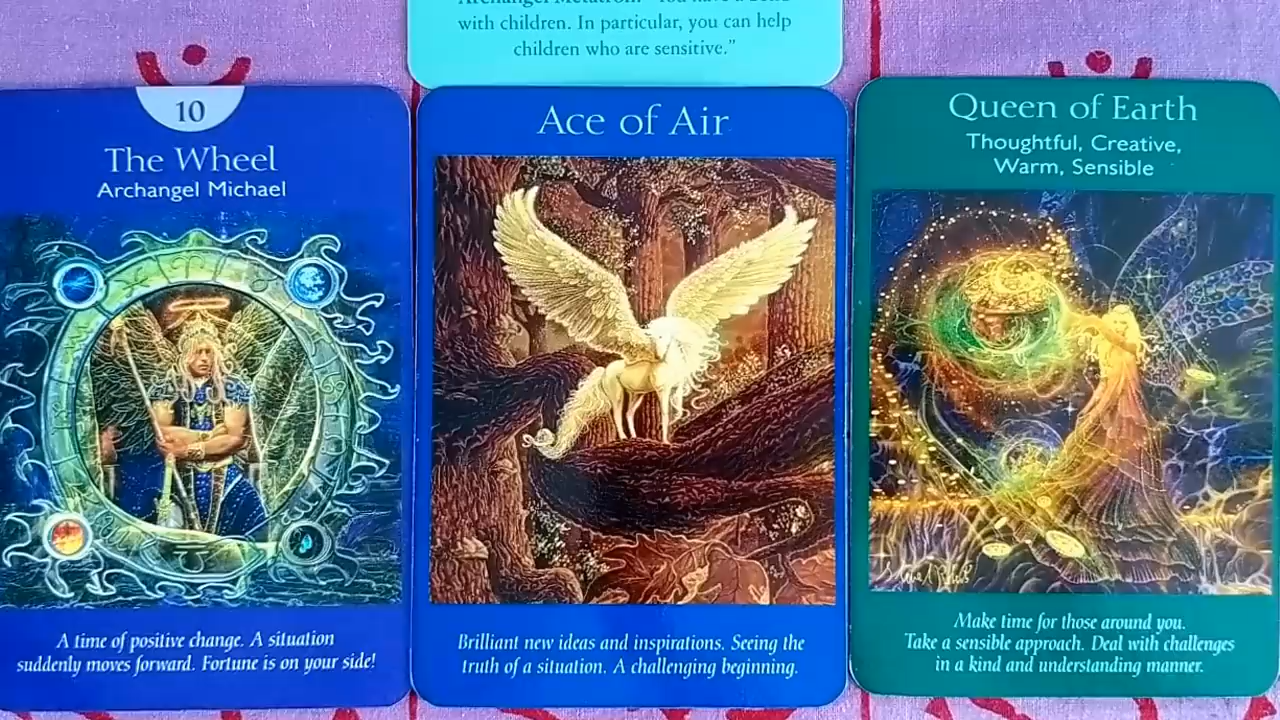 with children. In particular, you can help
children who are sensitive.”
10
The Wheel
Archangel Michael
A time of positive change. A situation
suddenly moves forward. Fortune is on your side!
Ace of Air
Brilliant new ideas and inspirations. Seeing the
truth of a situation. A challenging beginning.
Queen of Earth
Thoughtful, Creative,
Warm, Sensible
Make time for those around you.
Take a sensible approach. Deal with challenges
in a kind and understanding manner.